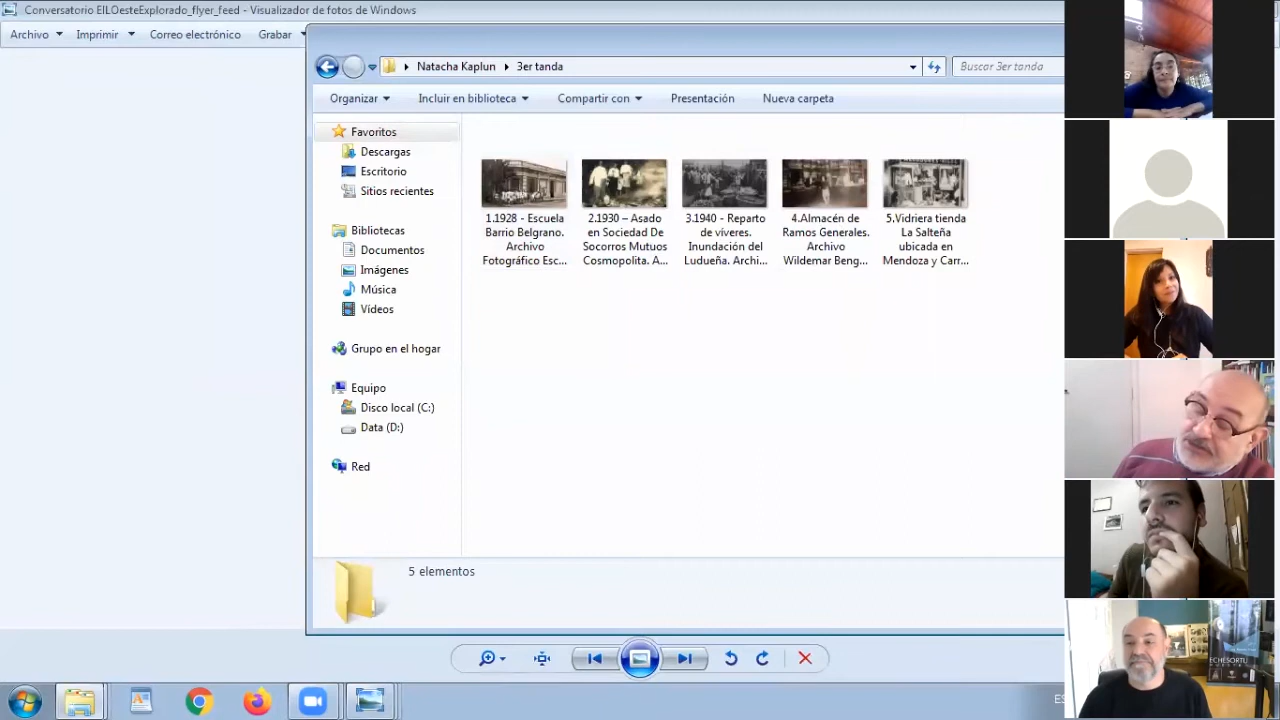 Conversatorio ElLOesteExplorado_flyer_feed - Visualizador de fotos de Windows
Archivo Imprimir Correo electrónico Grabar
Natacha Kaplun 3er tanda
Buscar 3er tanda
Organizar Incluir en biblioteca Compartir con Presentación Nueva carpeta
Favoritos
Descargas
Escritorio
Sitios recientes
Bibliotecas
Documentos
Imágenes
Música
Vídeos
Grupo en el hogar
Equipo
Disco local (C:)
Data (D:)
Red
1.1928 - Escuela
Barrio Belgrano.
Archivo
Fotográfico Esc...
2.1930 – Asado
en Sociedad De
Socorros Mutuos
Cosmopolita. A...
3.1940 - Reparto
de víveres.
Inundación del
Ludueña. Archi...
4.Almacén de
Ramos Generales.
Archivo
Wildemar Beng...
5.Vidriera tienda
La Salteña
ubicada en
Mendoza y Carr...
5 elementos
ECHESORTU
ES